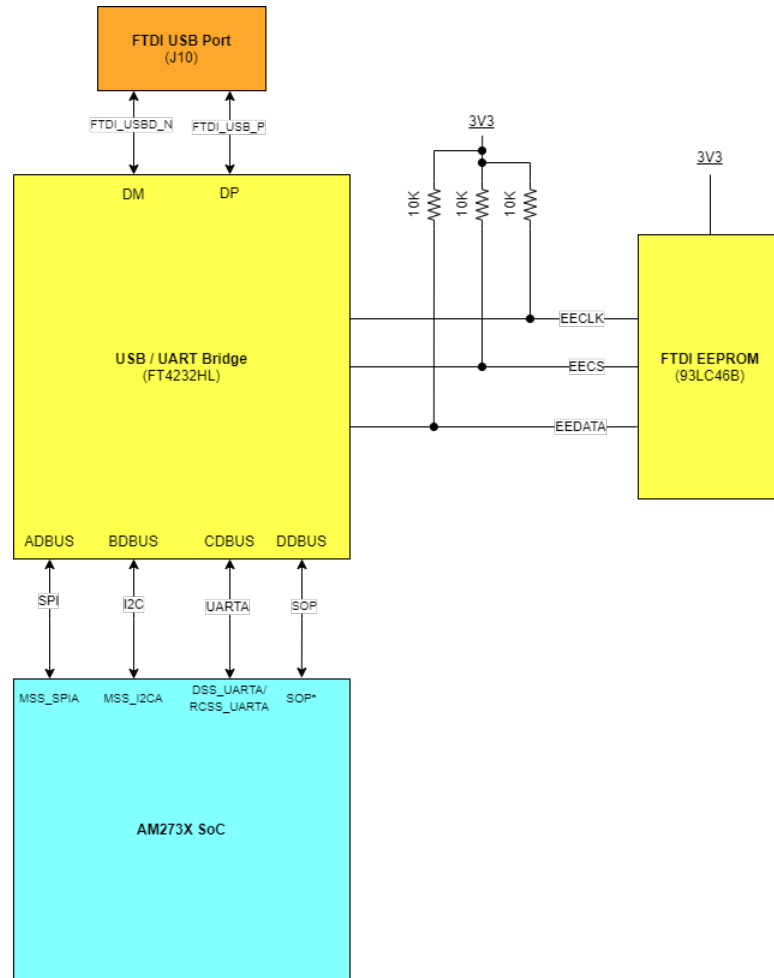 FTDI USB Port
(J10)
FTDI_USBD_N
FTDI_USB_P
DM
DP
3V3
10K
10K
10K
3V3
EECLK
EECS
EEDATA
USB / UART Bridge
(FT4232HL)
FTDI EEPROM
(93LC46B)
ADBUS
BDBUS
CDBUS
DDBUS
SPI
I2C
UARTA
SOP
MSS_SPIA
MSS_I2CA
DSS_UARTA/
RCSS_UARTA
SOP*
AM273X SoC